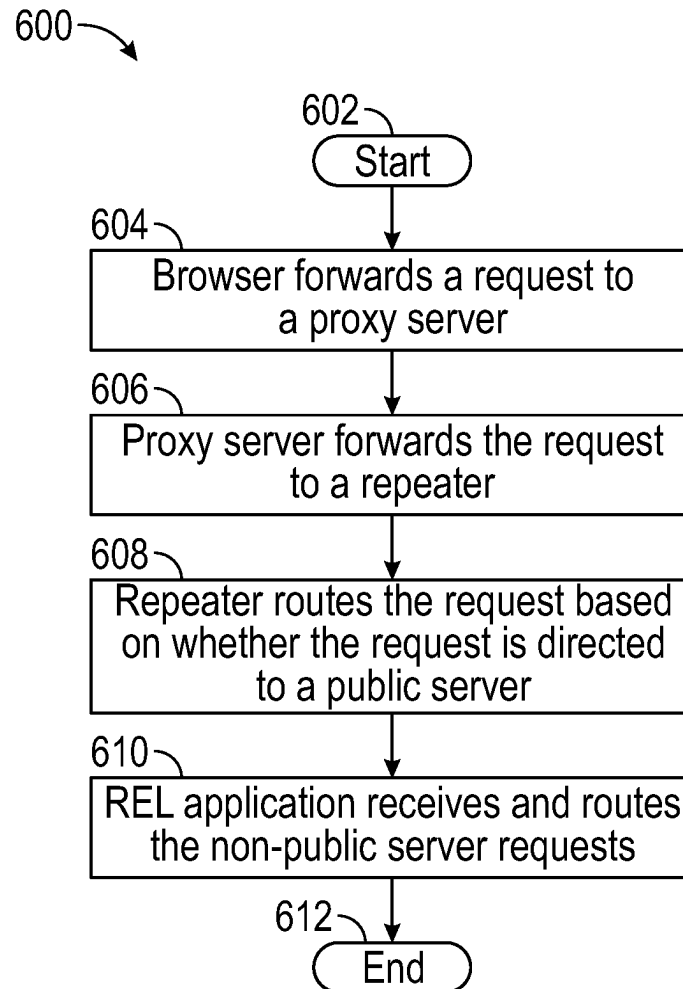 600
602
Start
604
Browser forwards a request to
a proxy server
606
Proxy server forwards the request
to a repeater
608
Repeater routes the request based
on whether the request is directed
to a public server
610
REL application receives and routes
the non-public server requests
612
End